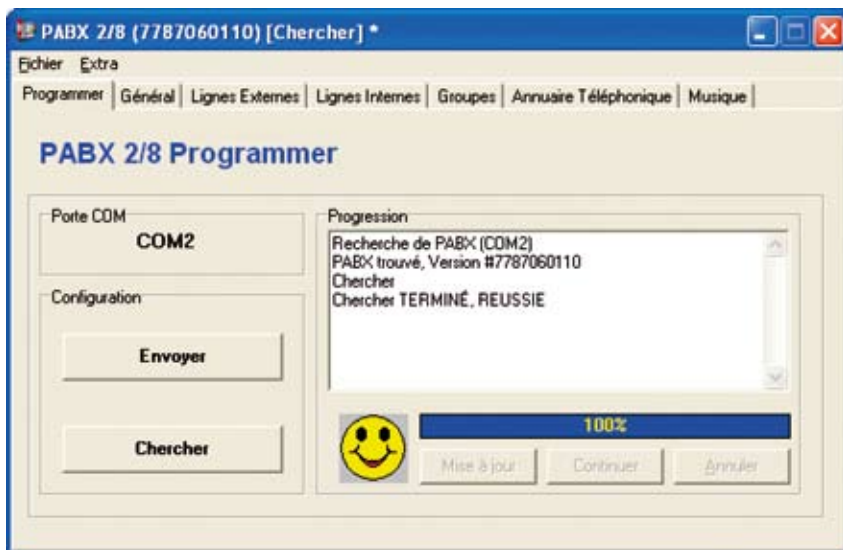 PABX 2/8 (7787060110) [Chercher] *
Fichier Extra
Programmer Général Lignes Externes Lignes Internes Groupes Annuaire Téléphonique Musique
PABX 2/8 Programmer
Porte COM
COM2
Configuration
Envoyer
Chercher
Progression
Recherche de PABX (COM2)
PABX trouvé, Version #7787060110
Chercher
Chercher TERMINÉ, REUSSIE
100%
Mise à jour Continuer Annuler